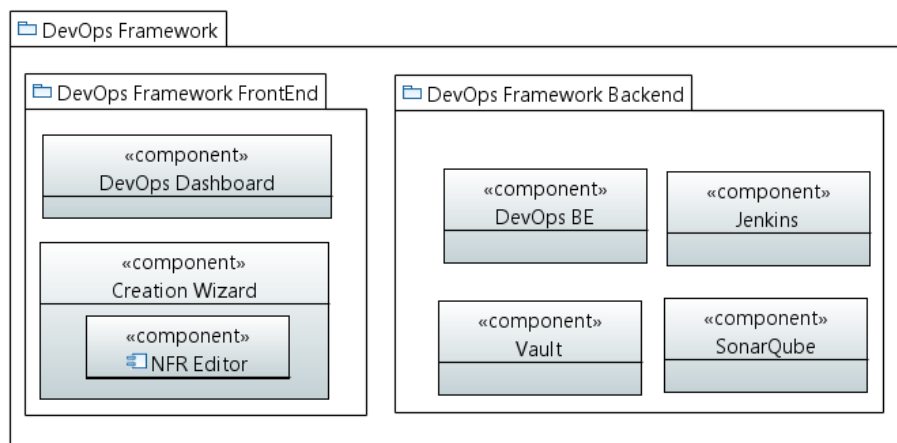 DevOps Framework
DevOps Framework FrontEnd
«component»
DevOps Dashboard
«component»
Creation Wizard
«component»
NFR Editor
DevOps Framework Backend
«component»
DevOps BE
«component»
Jenkins
«component»
Vault
«component»
SonarQube